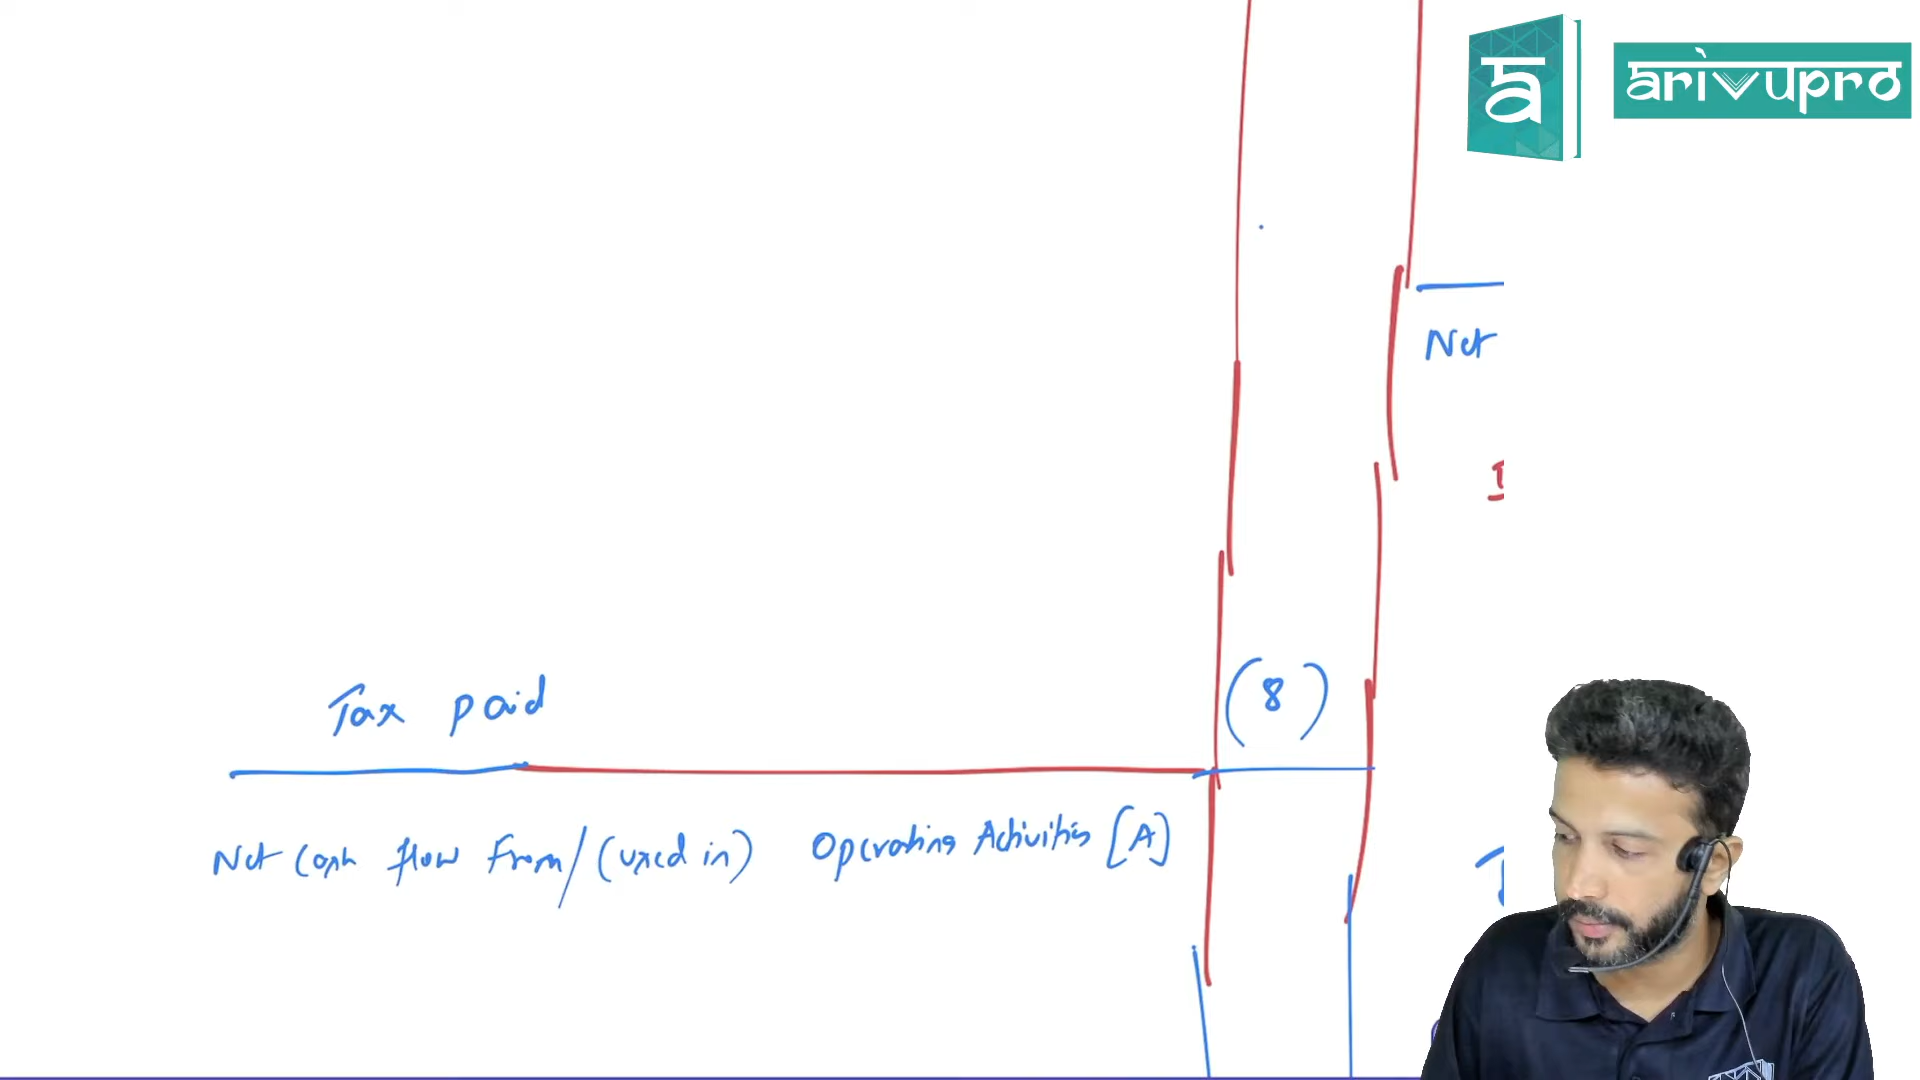 a arivupro
Net
Tax paid (8)
Net Cash flow from/(used in) Operating Activities [A]